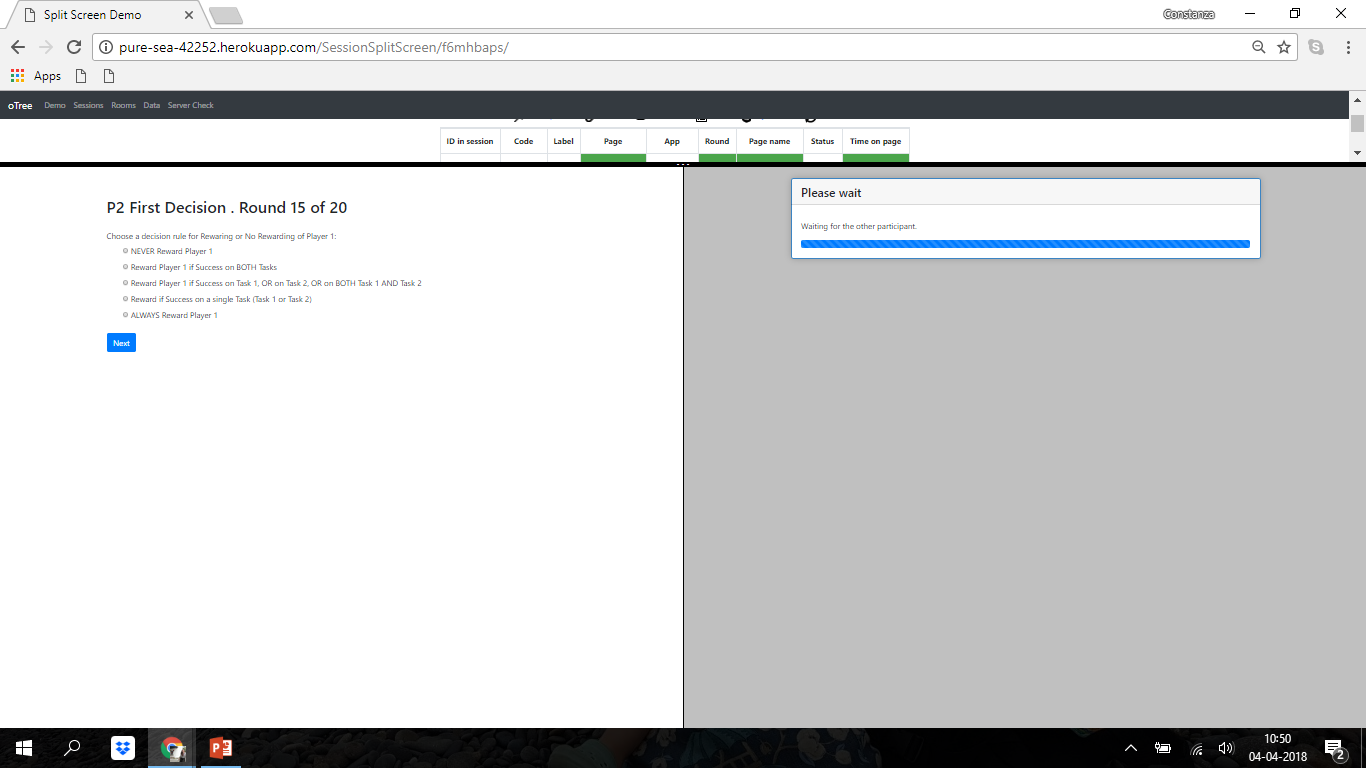 Split Screen Demo
Constanza
pure-sea-42252.herokuapp.com/SessionSplitScreen/f6mhbaps/
Apps
oTree Demo Sessions Rooms Data Server Check
ID in session Code Label Page App Round Page name Status Time on page
P2 First Decision . Round 15 of 20
Choose a decision rule for Rewaring or No Rewarding of Player 1:
NEVER Reward Player 1
Reward Player 1 if Success on BOTH Tasks
Reward Player 1 if Success on Task 1, OR on Task 2, OR on BOTH Task 1 AND Task 2
Reward if Success on a single Task (Task 1 or Task 2)
ALWAYS Reward Player 1
Next
Please wait
Waiting for the other participant.
10:50
04-04-2018
2